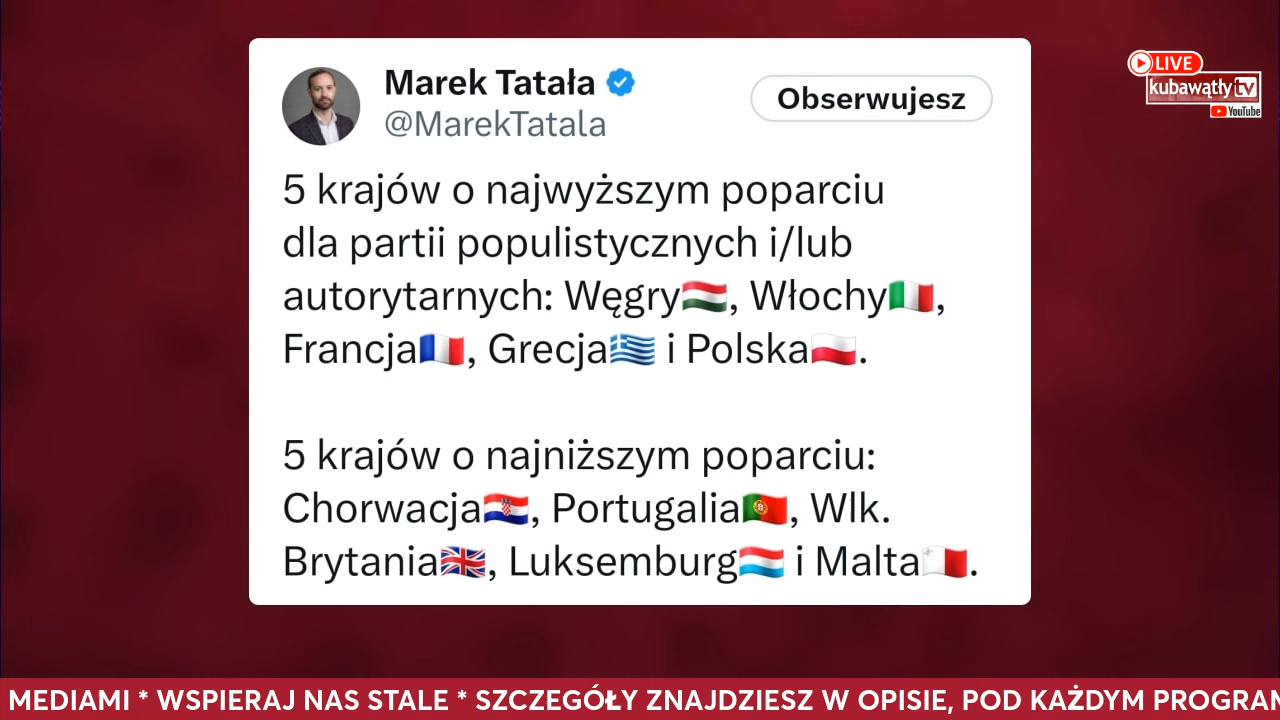 Marek Tatała
@MarekTatala
Obserwujesz
5 krajów o najwyższym poparciu
dla partii populistycznych i/lub
autorytarnych: Węgry🇭🇺, Włochy🇮🇹,
Francja🇫🇷, Grecja🇬🇷 i Polska🇵🇱.
5 krajów o najniższym poparciu:
Chorwacja🇭🇷, Portugalia🇵🇹, Wlk.
Brytania🇬🇧, Luksemburg🇱🇺 i Malta🇲🇹.
LIVE
kubawątły tv
YouTube
MEDIAMI * WSPIERAJ NAS STALE * SZCZEGÓŁY ZNAJDZIESZ W OPISIE, POD KAŻDYM PROGRAM